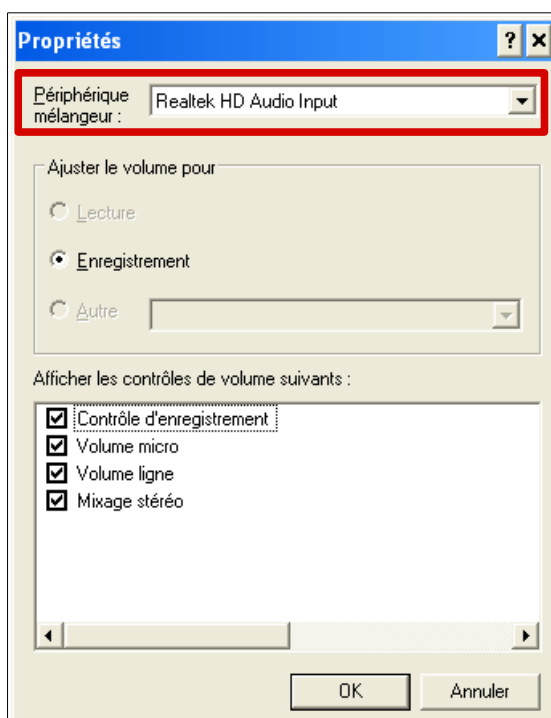 Propriétés
Périphérique
mélangeur :
Realtek HD Audio Input
Ajuster le volume pour
Lecture
Enregistrement
Autre
Afficher les contrôles de volume suivants :
Contrôle d'enregistrement
Volume micro
Volume ligne
Mixage stéréo
OK
Annuler